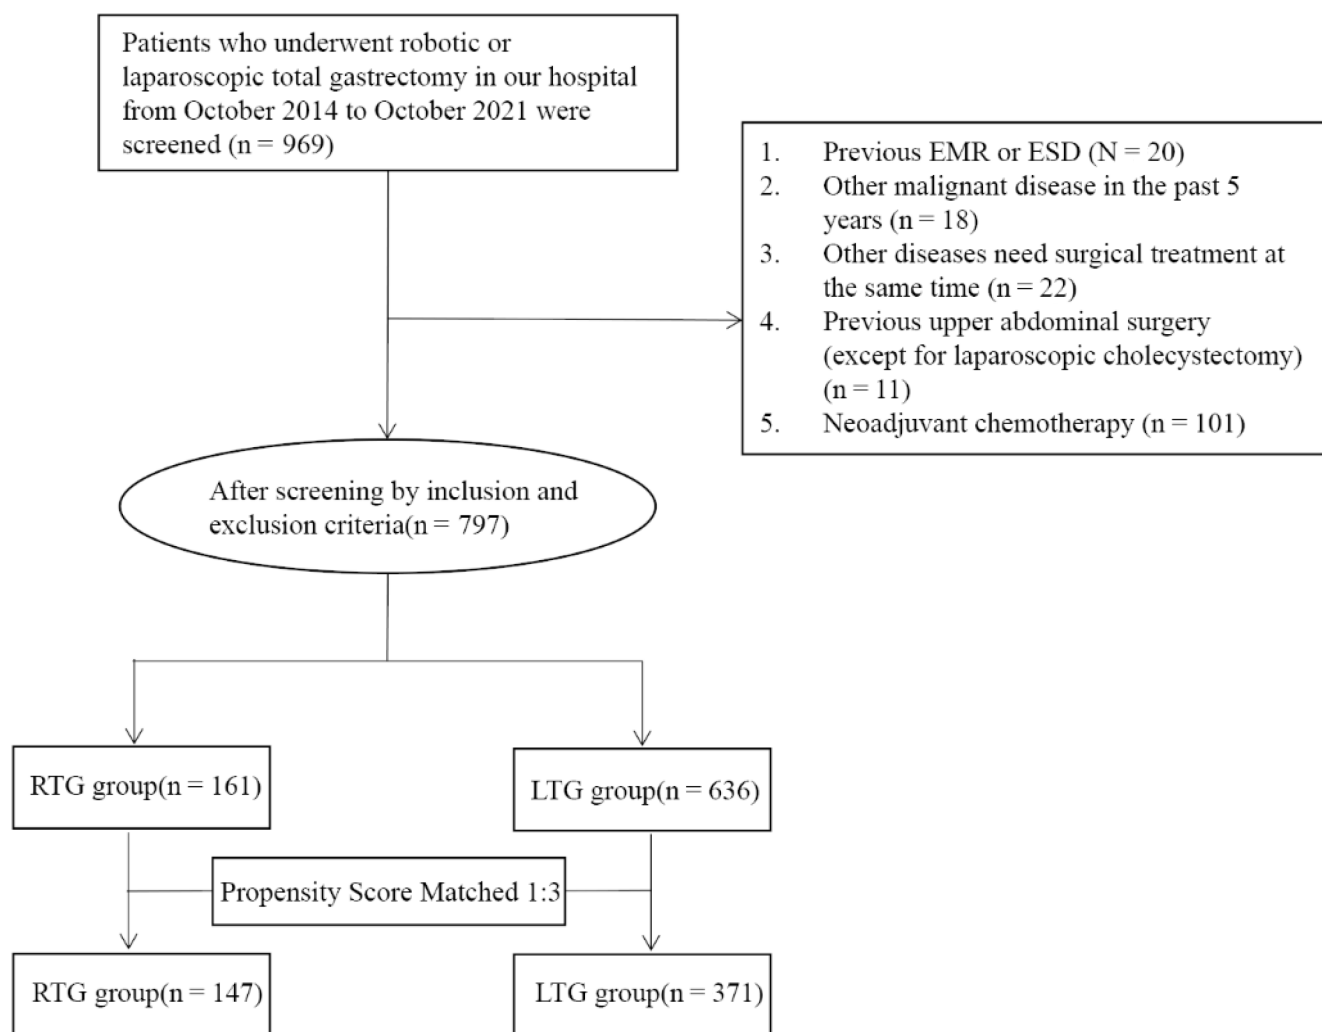 Patients who underwent robotic or
laparoscopic total gastrectomy in our hospital
from October 2014 to October 2021 were
screened (n = 969)
1. Previous EMR or ESD (N = 20)
2. Other malignant disease in the past 5
years (n = 18)
3. Other diseases need surgical treatment at
the same time (n = 22)
4. Previous upper abdominal surgery
(except for laparoscopic cholecystectomy)
(n = 11)
5. Neoadjuvant chemotherapy (n = 101)
After screening by inclusion and
exclusion criteria(n = 797)
RTG group(n = 161)
LTG group(n = 636)
Propensity Score Matched 1:3
RTG group(n = 147)
LTG group(n = 371)